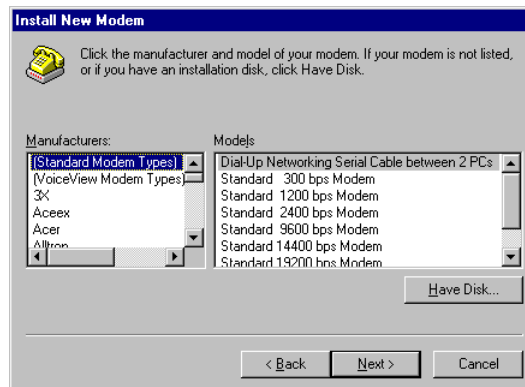 Install New Modem
Click the manufacturer and model of your modem. If your modem is not listed,
or if you have an installation disk, click Have Disk.
Manufacturers:
(Standard Modem Types)
(VoiceView Modem Types)
3X
Aceex
Acer
Alltron
Models
Dial-Up Networking Serial Cable between 2 PCs
Standard   300 bps Modem
Standard  1200 bps Modem
Standard  2400 bps Modem
Standard  9600 bps Modem
Standard 14400 bps Modem
Standard 19200 bps Modem
Have Disk...
< Back
Next >
Cancel